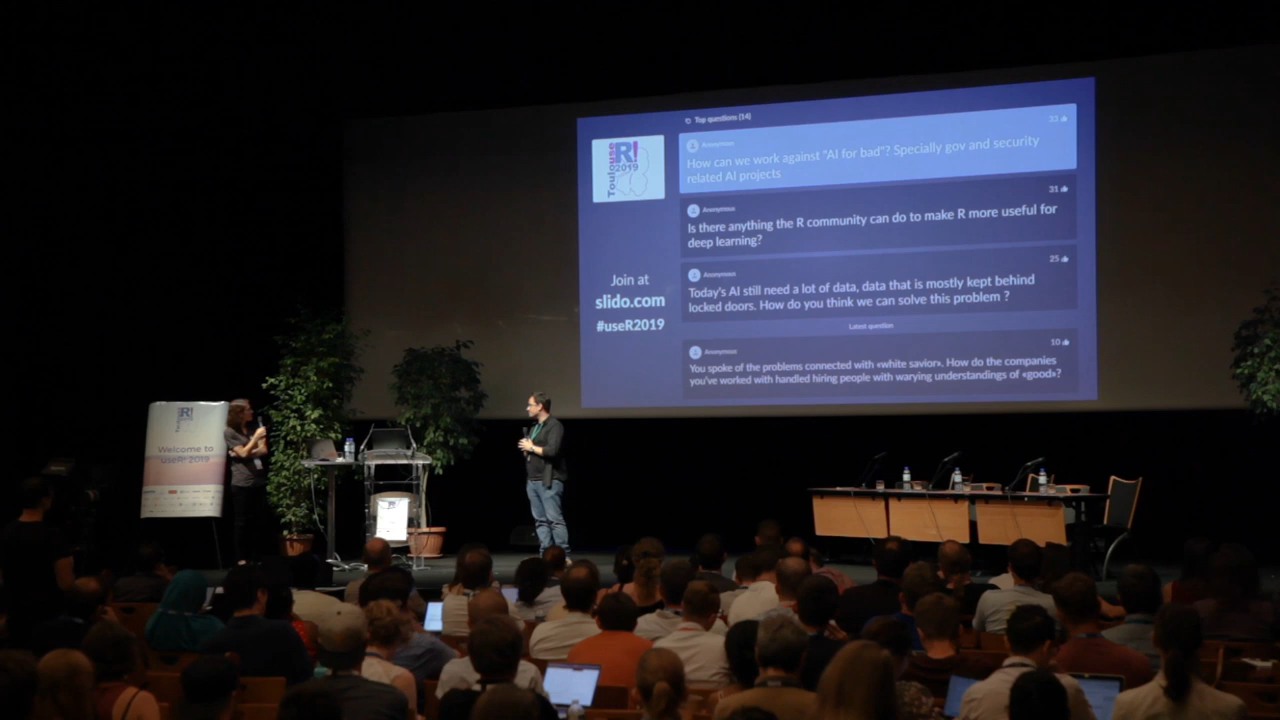 Top questions (14)
Toulouse
R!
2019
33
Anonymous
How can we work against "AI for bad"? Specially gov and security
related AI projects
31
Anonymous
Is there anything the R community can do to make R more useful for
deep learning?
25
Anonymous
Today's AI still need a lot of data, data that is mostly kept behind
locked doors. How do you think we can solve this problem ?
Latest question
10
Anonymous
You spoke of the problems connected with «white savior». How do the companies
you've worked with handled hiring people with warying understandings of «good»?
Join at
slido.com
#useR2019
R!
Welcome to
useR! 2019